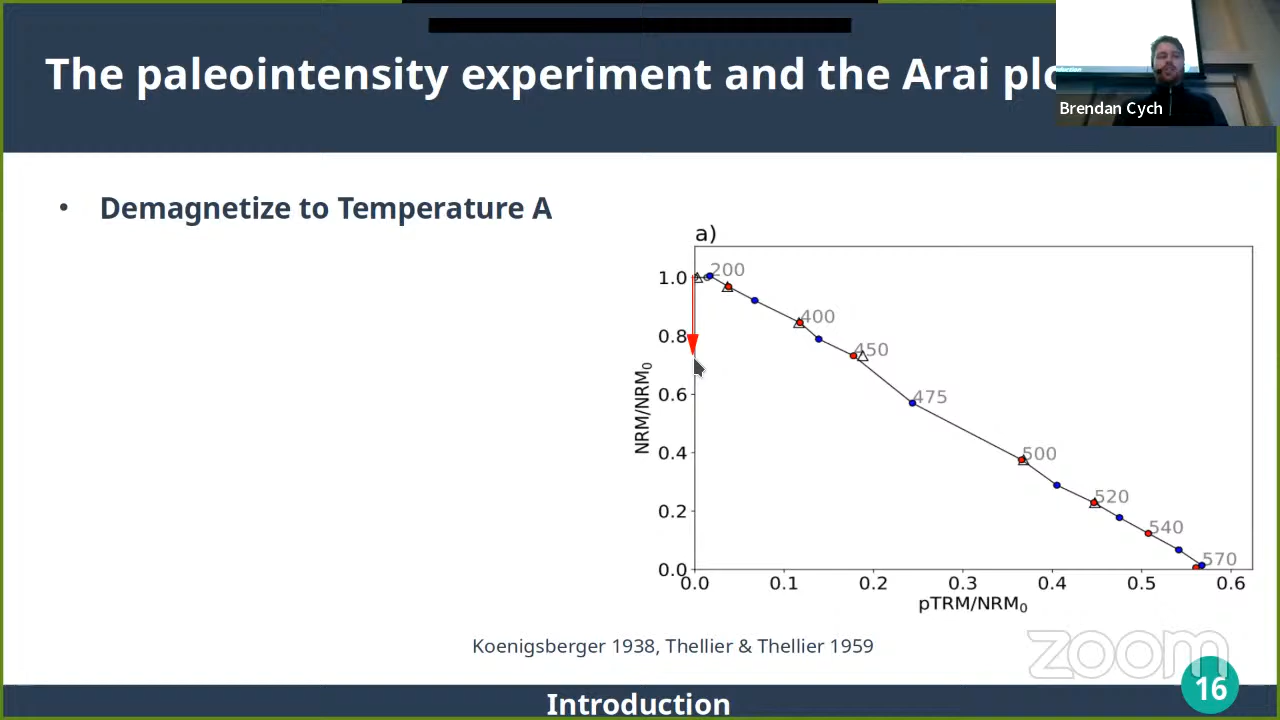 The paleointensity experiment and the Arai plo
Brendan Cych
• Demagnetize to Temperature A
a)
1.0
0.8
0.6
0.4
0.2
0.0
NRM/NRM₀
200
400
450
475
500
520
540
570
0.0 0.1 0.2 0.3 0.4 0.5 0.6
pTRM/NRM₀
Koenigsberger 1938, Thellier & Thellier 1959
zoom
16
Introduction